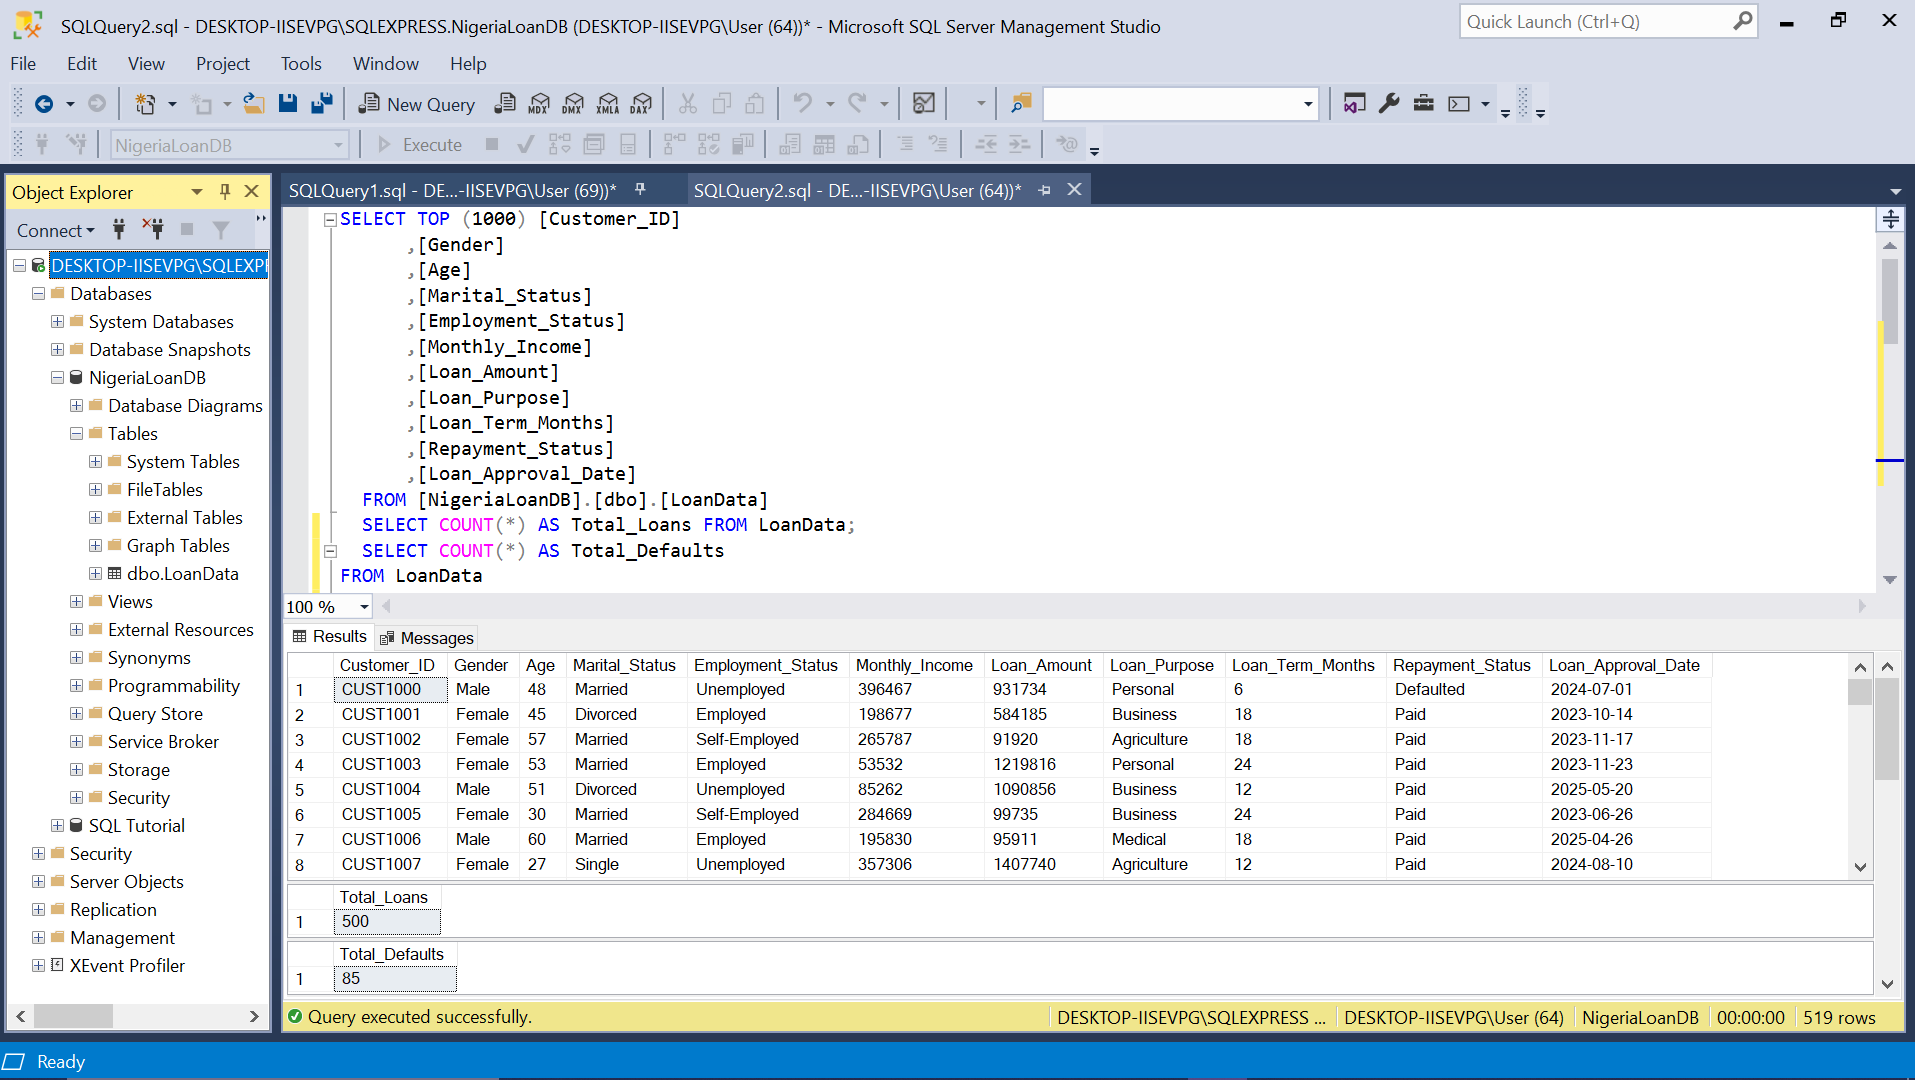 SQLQuery2.sql - DESKTOP-IISEVPG\SQLEXPRESS.NigeriaLoanDB (DESKTOP-IISEVPG\User (64))* - Microsoft SQL Server Management Studio
Quick Launch (Ctrl+Q)
File Edit View Project Tools Window Help
New Query MDX DMX XMLA DAX
NigeriaLoanDB Execute
Object Explorer
Connect
DESKTOP-IISEVPG\SQLEXP
Databases
System Databases
Database Snapshots
NigeriaLoanDB
Database Diagrams
Tables
System Tables
FileTables
External Tables
Graph Tables
dbo.LoanData
Views
External Resources
Synonyms
Programmability
Query Store
Service Broker
Storage
Security
SQL Tutorial
Security
Server Objects
Replication
Management
XEvent Profiler
SQLQuery1.sql - DE...-IISEVPG\User (69))*
SQLQuery2.sql - DE...-IISEVPG\User (64))*
SELECT TOP (1000) [Customer_ID]
,[Gender]
,[Age]
,[Marital_Status]
,[Employment_Status]
,[Monthly_Income]
,[Loan_Amount]
,[Loan_Purpose]
,[Loan_Term_Months]
,[Repayment_Status]
,[Loan_Approval_Date]
FROM [NigeriaLoanDB].[dbo].[LoanData]
SELECT COUNT(*) AS Total_Loans FROM LoanData;
SELECT COUNT(*) AS Total_Defaults
FROM LoanData
100 %
Results Messages
Customer_ID Gender Age Marital_Status Employment_Status Monthly_Income Loan_Amount Loan_Purpose Loan_Term_Months Repayment_Status Loan_Approval_Date
1 CUST1000 Male 48 Married Unemployed 396467 931734 Personal 6 Defaulted 2024-07-01
2 CUST1001 Female 45 Divorced Employed 198677 584185 Business 18 Paid 2023-10-14
3 CUST1002 Female 57 Married Self-Employed 265787 91920 Agriculture 18 Paid 2023-11-17
4 CUST1003 Female 53 Married Employed 53532 1219816 Personal 24 Paid 2023-11-23
5 CUST1004 Male 51 Divorced Unemployed 85262 1090856 Business 12 Paid 2025-05-20
6 CUST1005 Female 30 Married Self-Employed 284669 99735 Business 24 Paid 2023-06-26
7 CUST1006 Male 60 Married Employed 195830 95911 Medical 18 Paid 2025-04-26
8 CUST1007 Female 27 Single Unemployed 357306 1407740 Agriculture 12 Paid 2024-08-10
Total_Loans
1 500
Total_Defaults
1 85
Query executed successfully.
DESKTOP-IISEVPG\SQLEXPRESS ... DESKTOP-IISEVPG\User (64) NigeriaLoanDB 00:00:00 519 rows
Ready